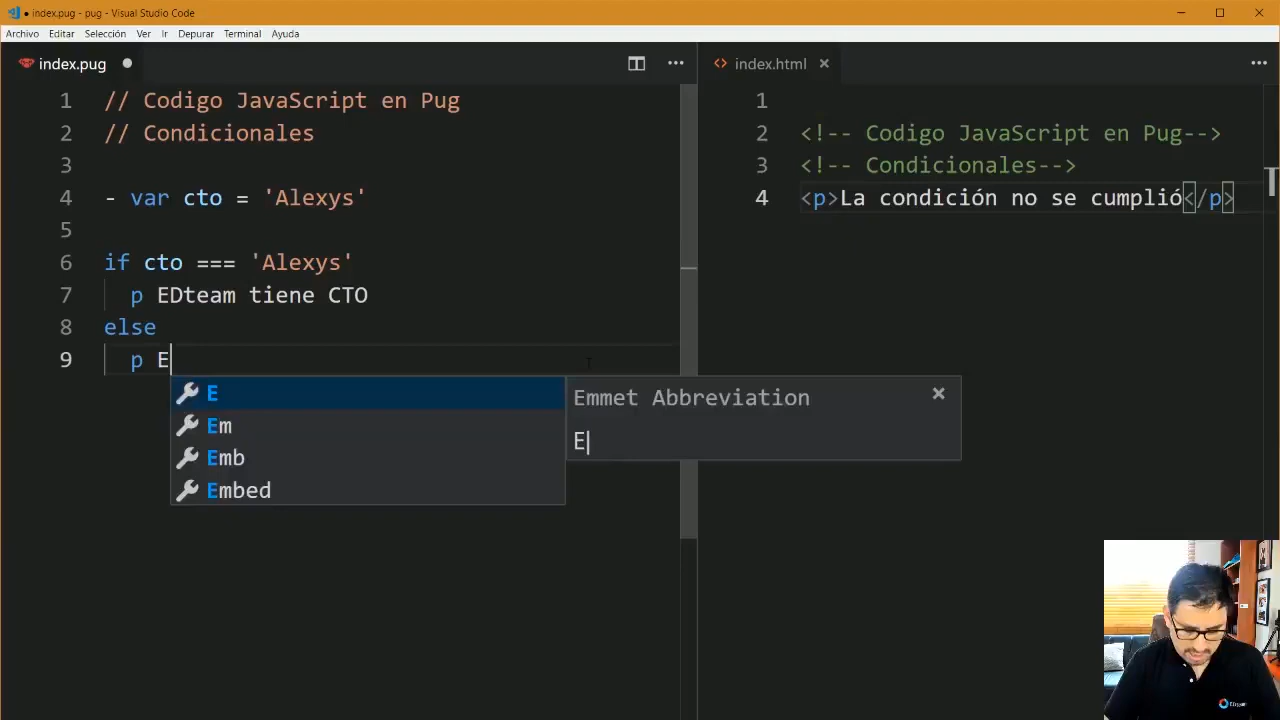 index.pug - pug - Visual Studio Code
Archivo Editar Selección Ver Ir Depurar Terminal Ayuda
index.pug
1 // Codigo JavaScript en Pug
2 // Condicionales
3
4 - var cto = 'Alexys'
5
6 if cto === 'Alexys'
7 p EDteam tiene CTO
8 else
9 p E
E
Em
Emb
Embed
Emmet Abbreviation
E|
index.html
1
2 <!-- Codigo JavaScript en Pug-->
3 <!-- Condicionales-->
4 <p>La condición no se cumplió</p>